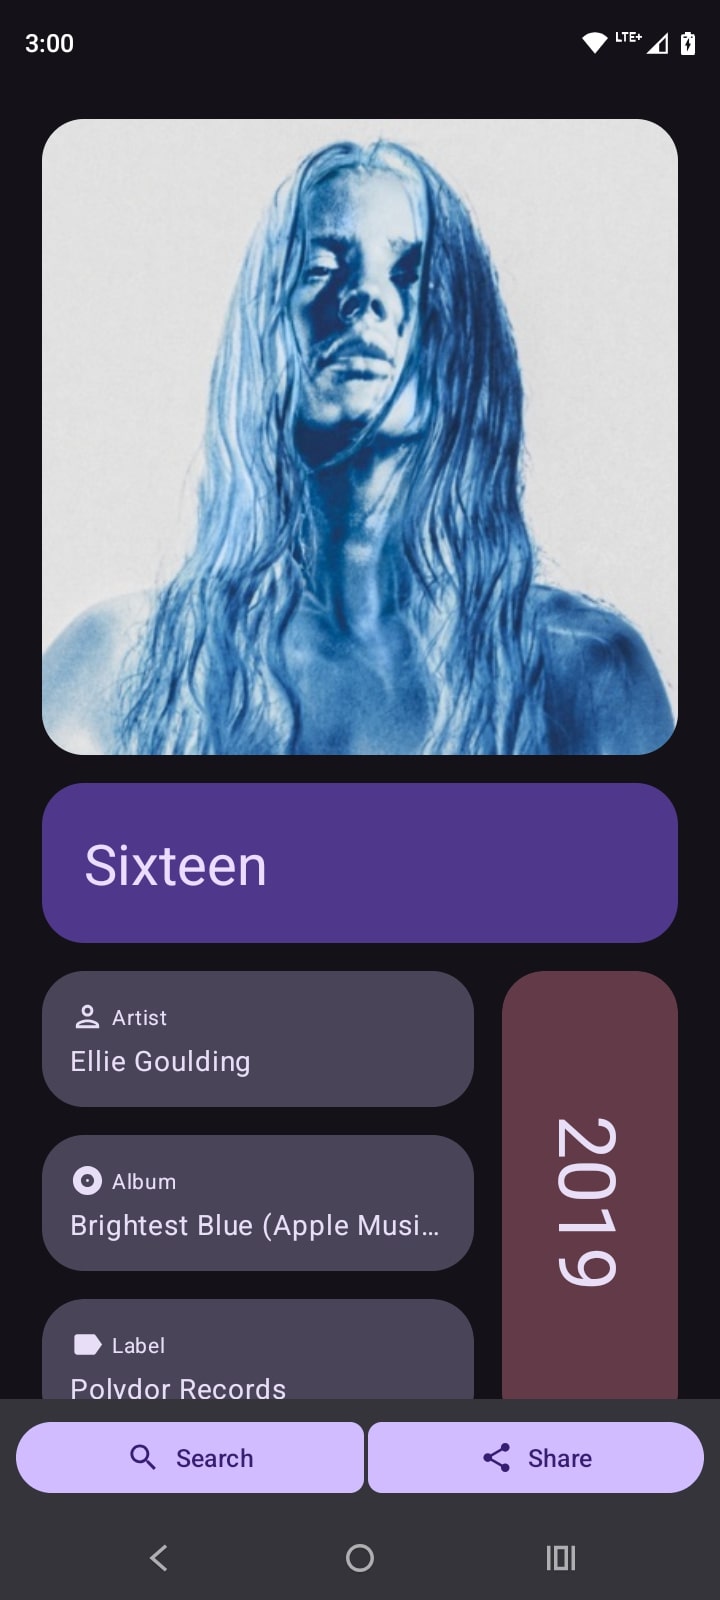 3:00
LTE+
Sixteen
Artist
Ellie Goulding
Album
Brightest Blue (Apple Musi...
Label
Polydor Records
2019
Search
Share